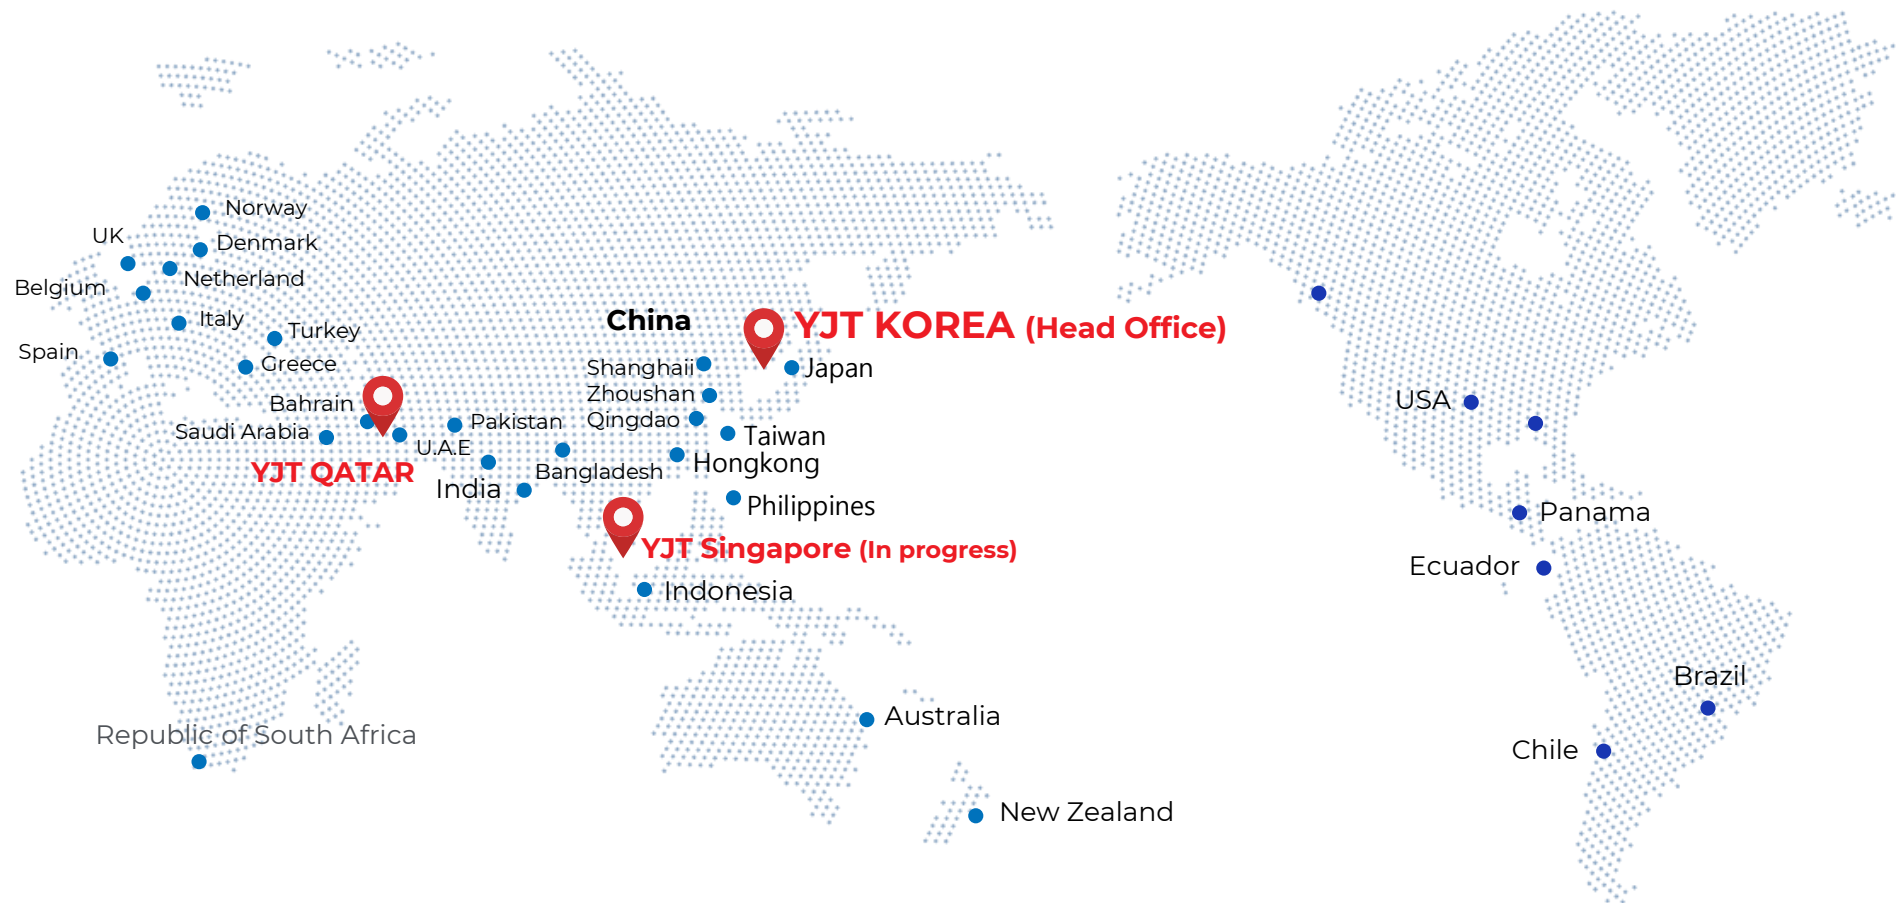 Norway
UK
Denmark
Netherland
Belgium
Italy
Turkey
Spain
Greece
Bahrain
Saudi Arabia
U.A.E
YJT QATAR
Pakistan
India
Bangladesh
China
Shanghaii
Zhoushan
Qingdao
YJT KOREA (Head Office)
Japan
Taiwan
Hongkong
Philippines
YJT Singapore (In progress)
Indonesia
Republic of South Africa
Australia
New Zealand
USA
Panama
Ecuador
Brazil
Chile